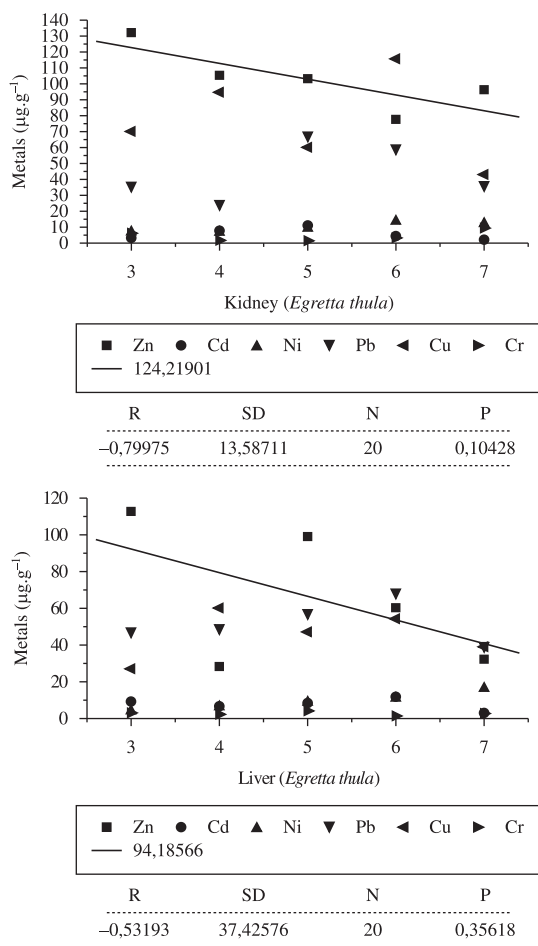 140
130
120
110
100
90
80
70
60
50
40
30
20
10
0
Metals (µg.g⁻¹)
3 4 5 6 7
Kidney (Egretta thula)
Zn Cd Ni Pb Cu Cr
124,21901
R SD N P
–0,79975 13,58711 20 0,10428
120
100
80
60
40
20
0
Metals (µg.g⁻¹)
3 4 5 6 7
Liver (Egretta thula)
Zn Cd Ni Pb Cu Cr
94,18566
R SD N P
–0,53193 37,42576 20 0,35618